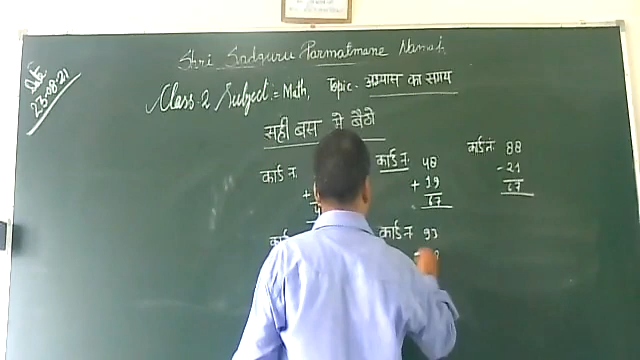 Shri Sadguru Parmatmane Namah
Date
23.08.21
Class-2 Subject:= Math, Topic- अभ्यास का समय
सही बस में बैठो
कार्ड न. कार्ड न. 48 कार्ड नं. 88
+ + 19 - 21
67 67
कार्ड न. 93